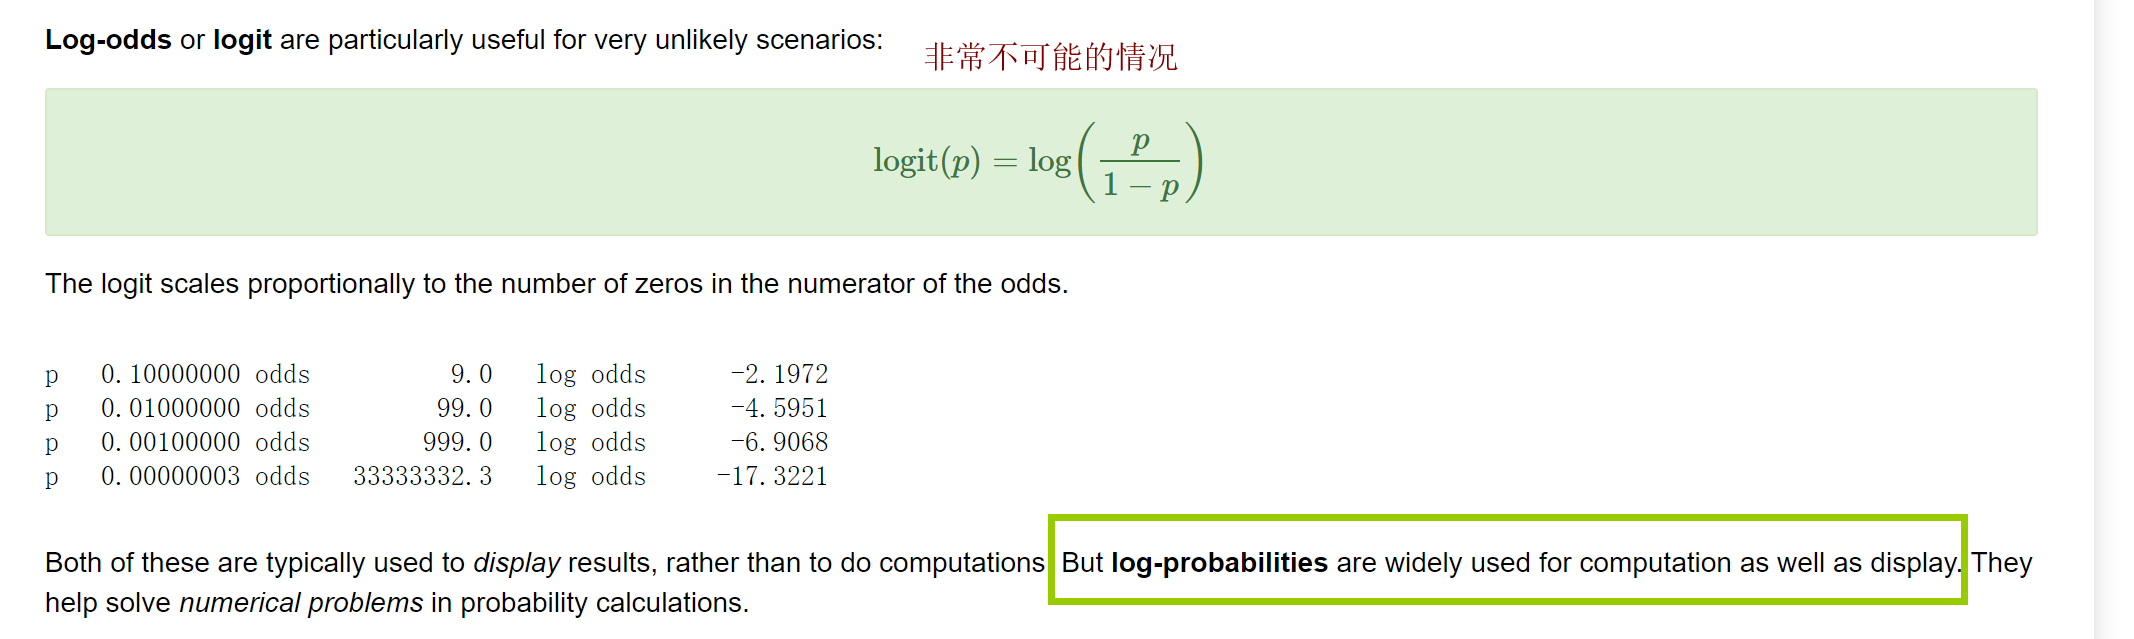 Log-odds or logit are particularly useful for very unlikely scenarios:
非常不可能的情况
logit(p) = log(p / (1 − p))
The logit scales proportionally to the number of zeros in the numerator of the odds.
p 0.10000000 odds 9.0 log odds -2.1972
p 0.01000000 odds 99.0 log odds -4.5951
p 0.00100000 odds 999.0 log odds -6.9068
p 0.00000003 odds 33333332.3 log odds -17.3221
Both of these are typically used to display results, rather than to do computations But log-probabilities are widely used for computation as well as display. They
help solve numerical problems in probability calculations.